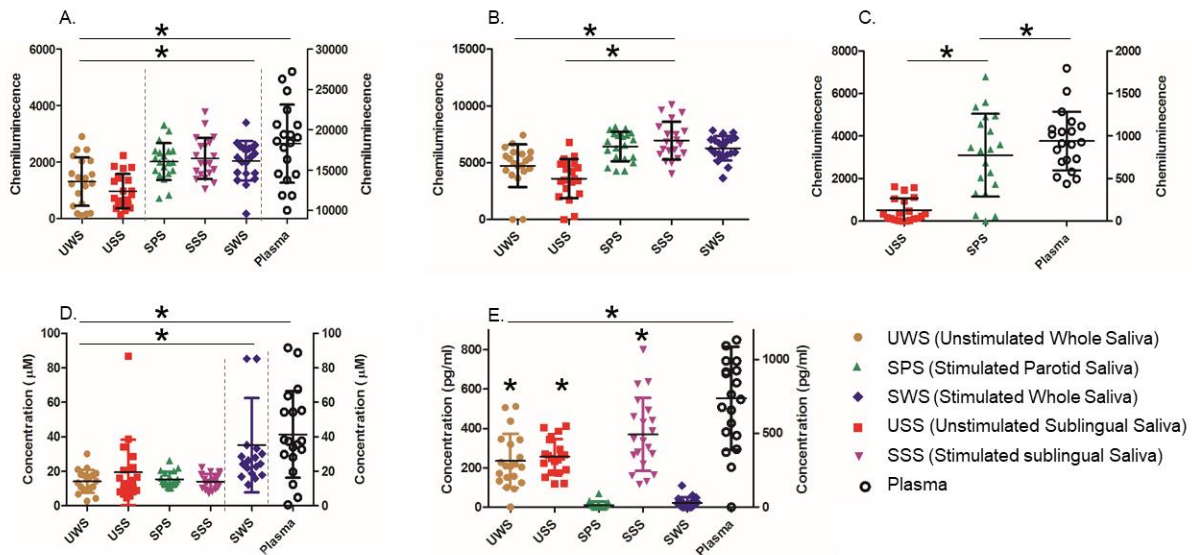 A.
*
*
Chemiluminecence
6000
4000
2000
0
30000
25000
20000
15000
10000
Chemiluminecence
UWS
USS
SPS
SSS
SWS
Plasma
B.
*
*
Chemiluminecence
15000
10000
5000
0
UWS
USS
SPS
SSS
SWS
C.
*
*
Chemiluminecence
8000
6000
4000
2000
0
2000
1500
1000
500
0
Chemiluminecence
USS
SPS
Plasma
D.
*
*
Concentration ( μM)
100
80
60
40
20
0
100
80
60
40
20
0
Concentration ( μM)
UWS
USS
SPS
SSS
SWS
Plasma
E.
*
*
*
*
Concentration (pg/ml)
800
600
400
200
0
1000
500
0
Concentration (pg/ml)
UWS
USS
SPS
SSS
SWS
Plasma
UWS (Unstimulated Whole Saliva)
SPS (Stimulated Parotid Saliva)
SWS (Stimulated Whole Saliva)
USS (Unstimulated Sublingual Saliva)
SSS (Stimulated sublingual Saliva)
Plasma